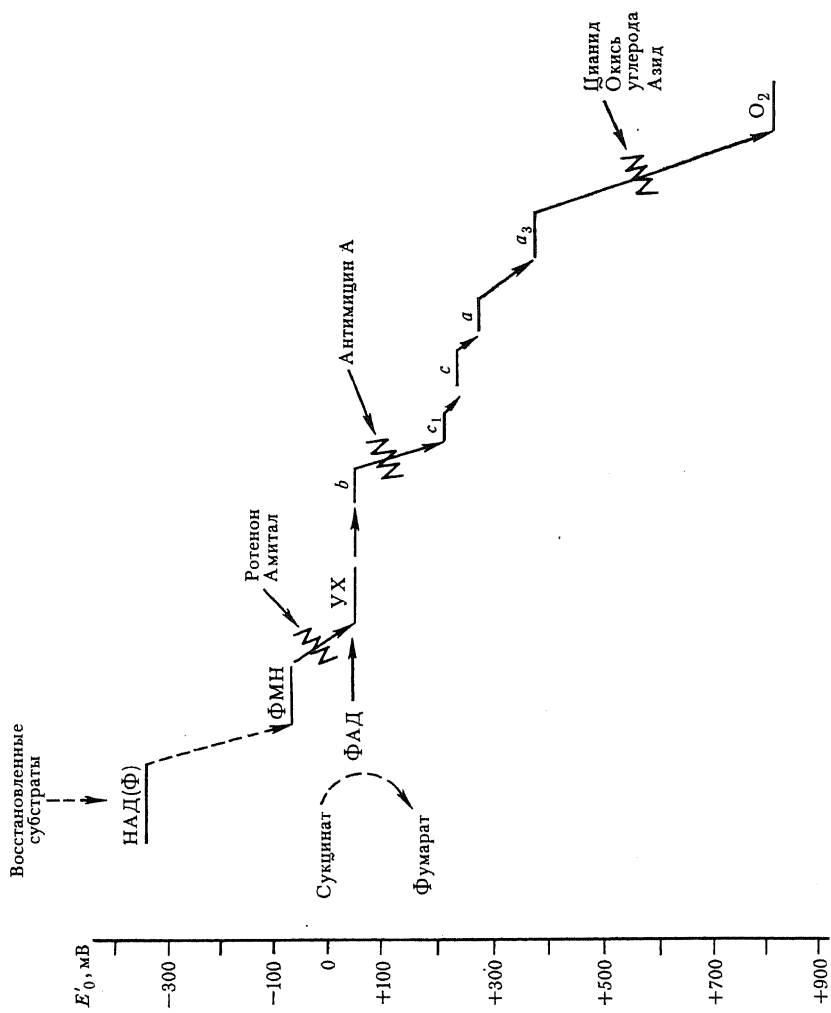 Восстановленные
субстраты
НАД(Ф)
ФМН
Ротенон
Амитал
Сукцинат
ФАД
Фумарат
УХ
b
Антимицин А
c1
c
a
a3
Цианид
Окись
углерода
Азид
O2
E′0, мВ
−300
−100
0
+100
+300
+500
+700
+900